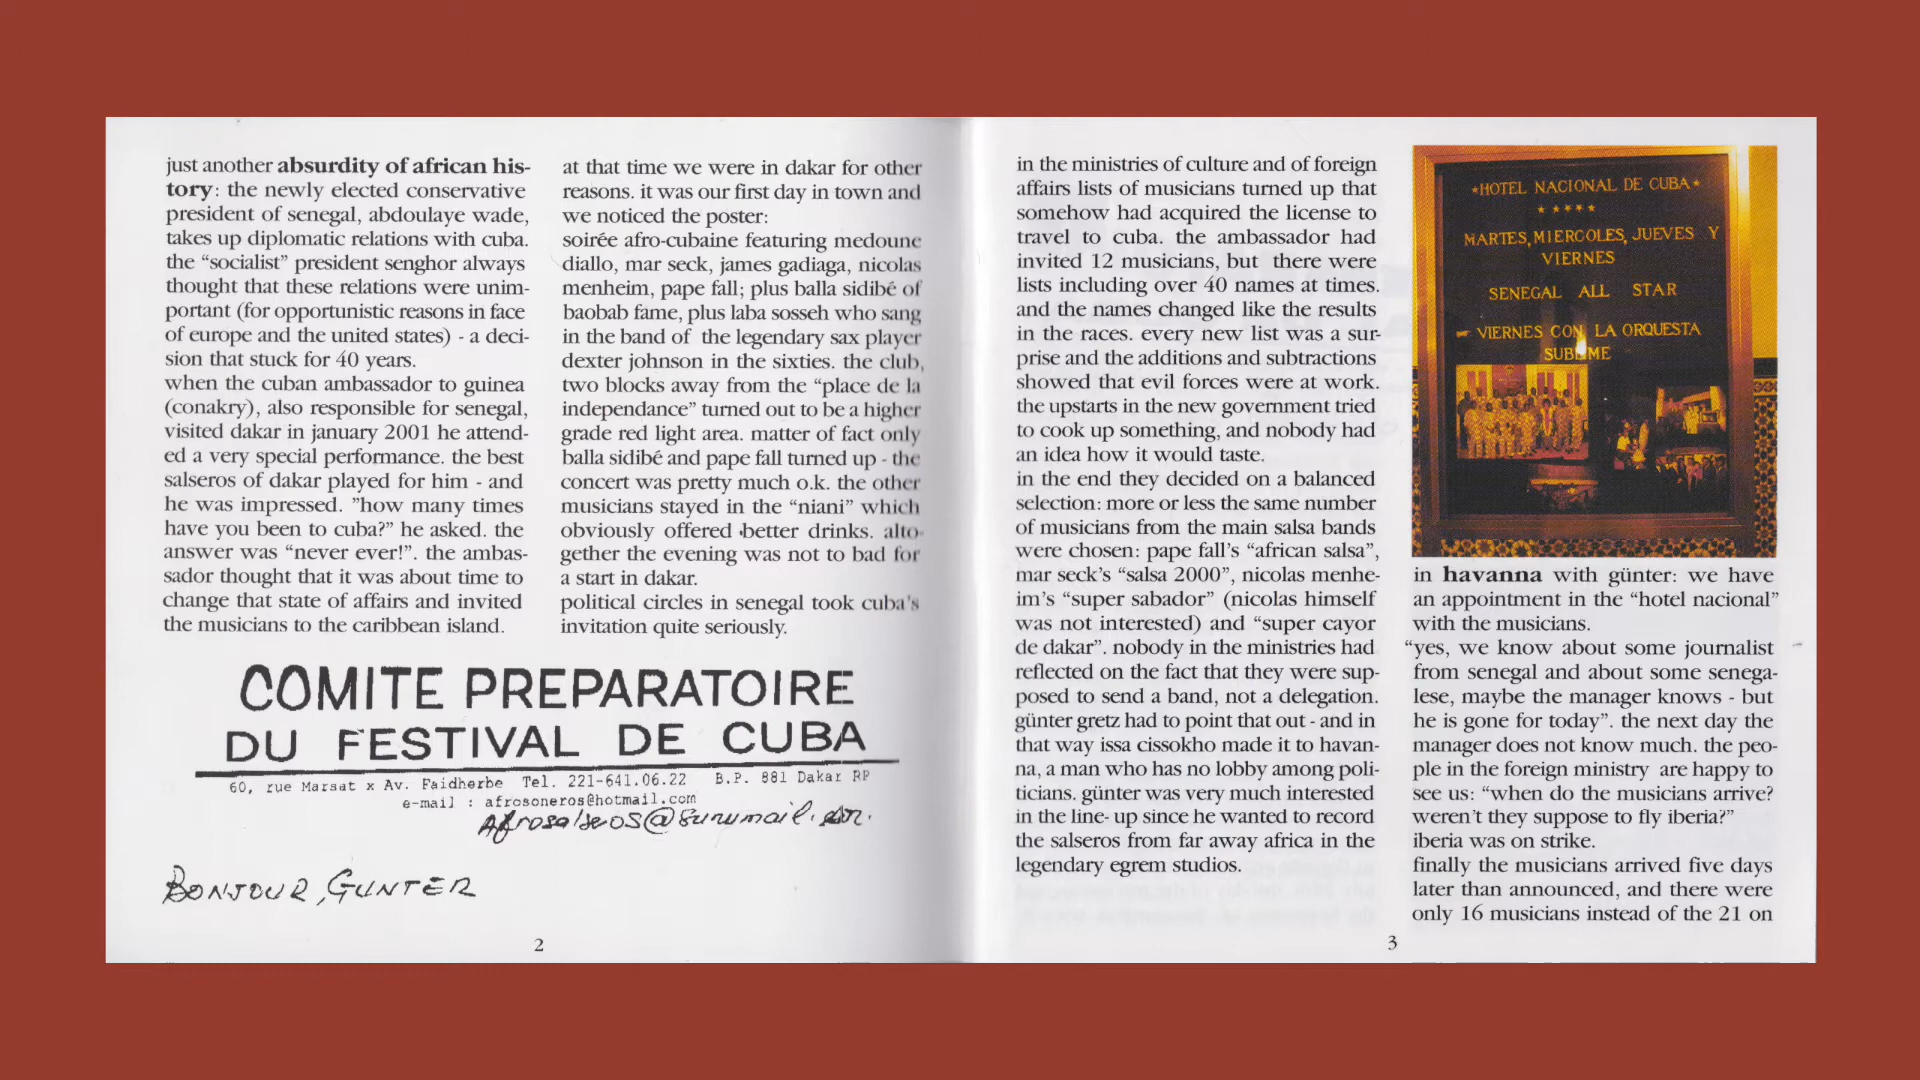 just another absurdity of african his-
tory: the newly elected conservative
president of senegal, abdoulaye wade,
takes up diplomatic relations with cuba.
the “socialist” president senghor always
thought that these relations were unim-
portant (for opportunistic reasons in face
of europe and the united states) - a deci-
sion that stuck for 40 years.
when the cuban ambassador to guinea
(conakry), also responsible for senegal,
visited dakar in january 2001 he attend-
ed a very special performance. the best
salseros of dakar played for him - and
he was impressed. ”how many times
have you been to cuba?” he asked. the
answer was “never ever!”. the ambas-
sador thought that it was about time to
change that state of affairs and invited
the musicians to the caribbean island.
at that time we were in dakar for other
reasons. it was our first day in town and
we noticed the poster:
soirée afro-cubaine featuring medoune
diallo, mar seck, james gadiaga, nicolas
menheim, pape fall; plus balla sidibé of
baobab fame, plus laba sosseh who sang
in the band of the legendary sax player
dexter johnson in the sixties. the club,
two blocks away from the “place de la
independance” turned out to be a higher
grade red light area. matter of fact only
balla sidibé and pape fall turned up - the
concert was pretty much o.k. the other
musicians stayed in the “niani” which
obviously offered better drinks. alto-
gether the evening was not to bad for
a start in dakar.
political circles in senegal took cuba's
invitation quite seriously.
COMITE PREPARATOIRE
DU FESTIVAL DE CUBA
60, rue Marsat x Av. Faidherbe Tel. 221-641.06.22 B.P. 881 Dakar RP
e-mail : afrosoneros@hotmail.com
Afrosalseos@
BONJOUR, GUNTER
2
in the ministries of culture and of foreign
affairs lists of musicians turned up that
somehow had acquired the license to
travel to cuba. the ambassador had
invited 12 musicians, but there were
lists including over 40 names at times.
and the names changed like the results
in the races. every new list was a sur-
prise and the additions and subtractions
showed that evil forces were at work.
the upstarts in the new government tried
to cook up something, and nobody had
an idea how it would taste.
in the end they decided on a balanced
selection: more or less the same number
of musicians from the main salsa bands
were chosen: pape fall’s “african salsa”,
mar seck’s “salsa 2000”, nicolas menhe-
im’s “super sabador” (nicolas himself
was not interested) and “super cayor
de dakar”. nobody in the ministries had
reflected on the fact that they were sup-
posed to send a band, not a delegation.
günter gretz had to point that out - and in
that way issa cissokho made it to havan-
na, a man who has no lobby among poli-
ticians. günter was very much interested
in the line- up since he wanted to record
the salseros from far away africa in the
legendary egrem studios.
★HOTEL NACIONAL DE CUBA★
★★★★★
MARTES, MIERCOLES, JUEVES Y
VIERNES
SENEGAL ALL STAR
VIERNES CON LA ORQUESTA
SUBLIME
in havanna with günter: we have
an appointment in the “hotel nacional”
with the musicians.
“yes, we know about some journalist
from senegal and about some senega-
lese, maybe the manager knows - but
he is gone for today”. the next day the
manager does not know much. the peo-
ple in the foreign ministry are happy to
see us: “when do the musicians arrive?
weren’t they suppose to fly iberia?”
iberia was on strike.
finally the musicians arrived five days
later than announced, and there were
only 16 musicians instead of the 21 on
3